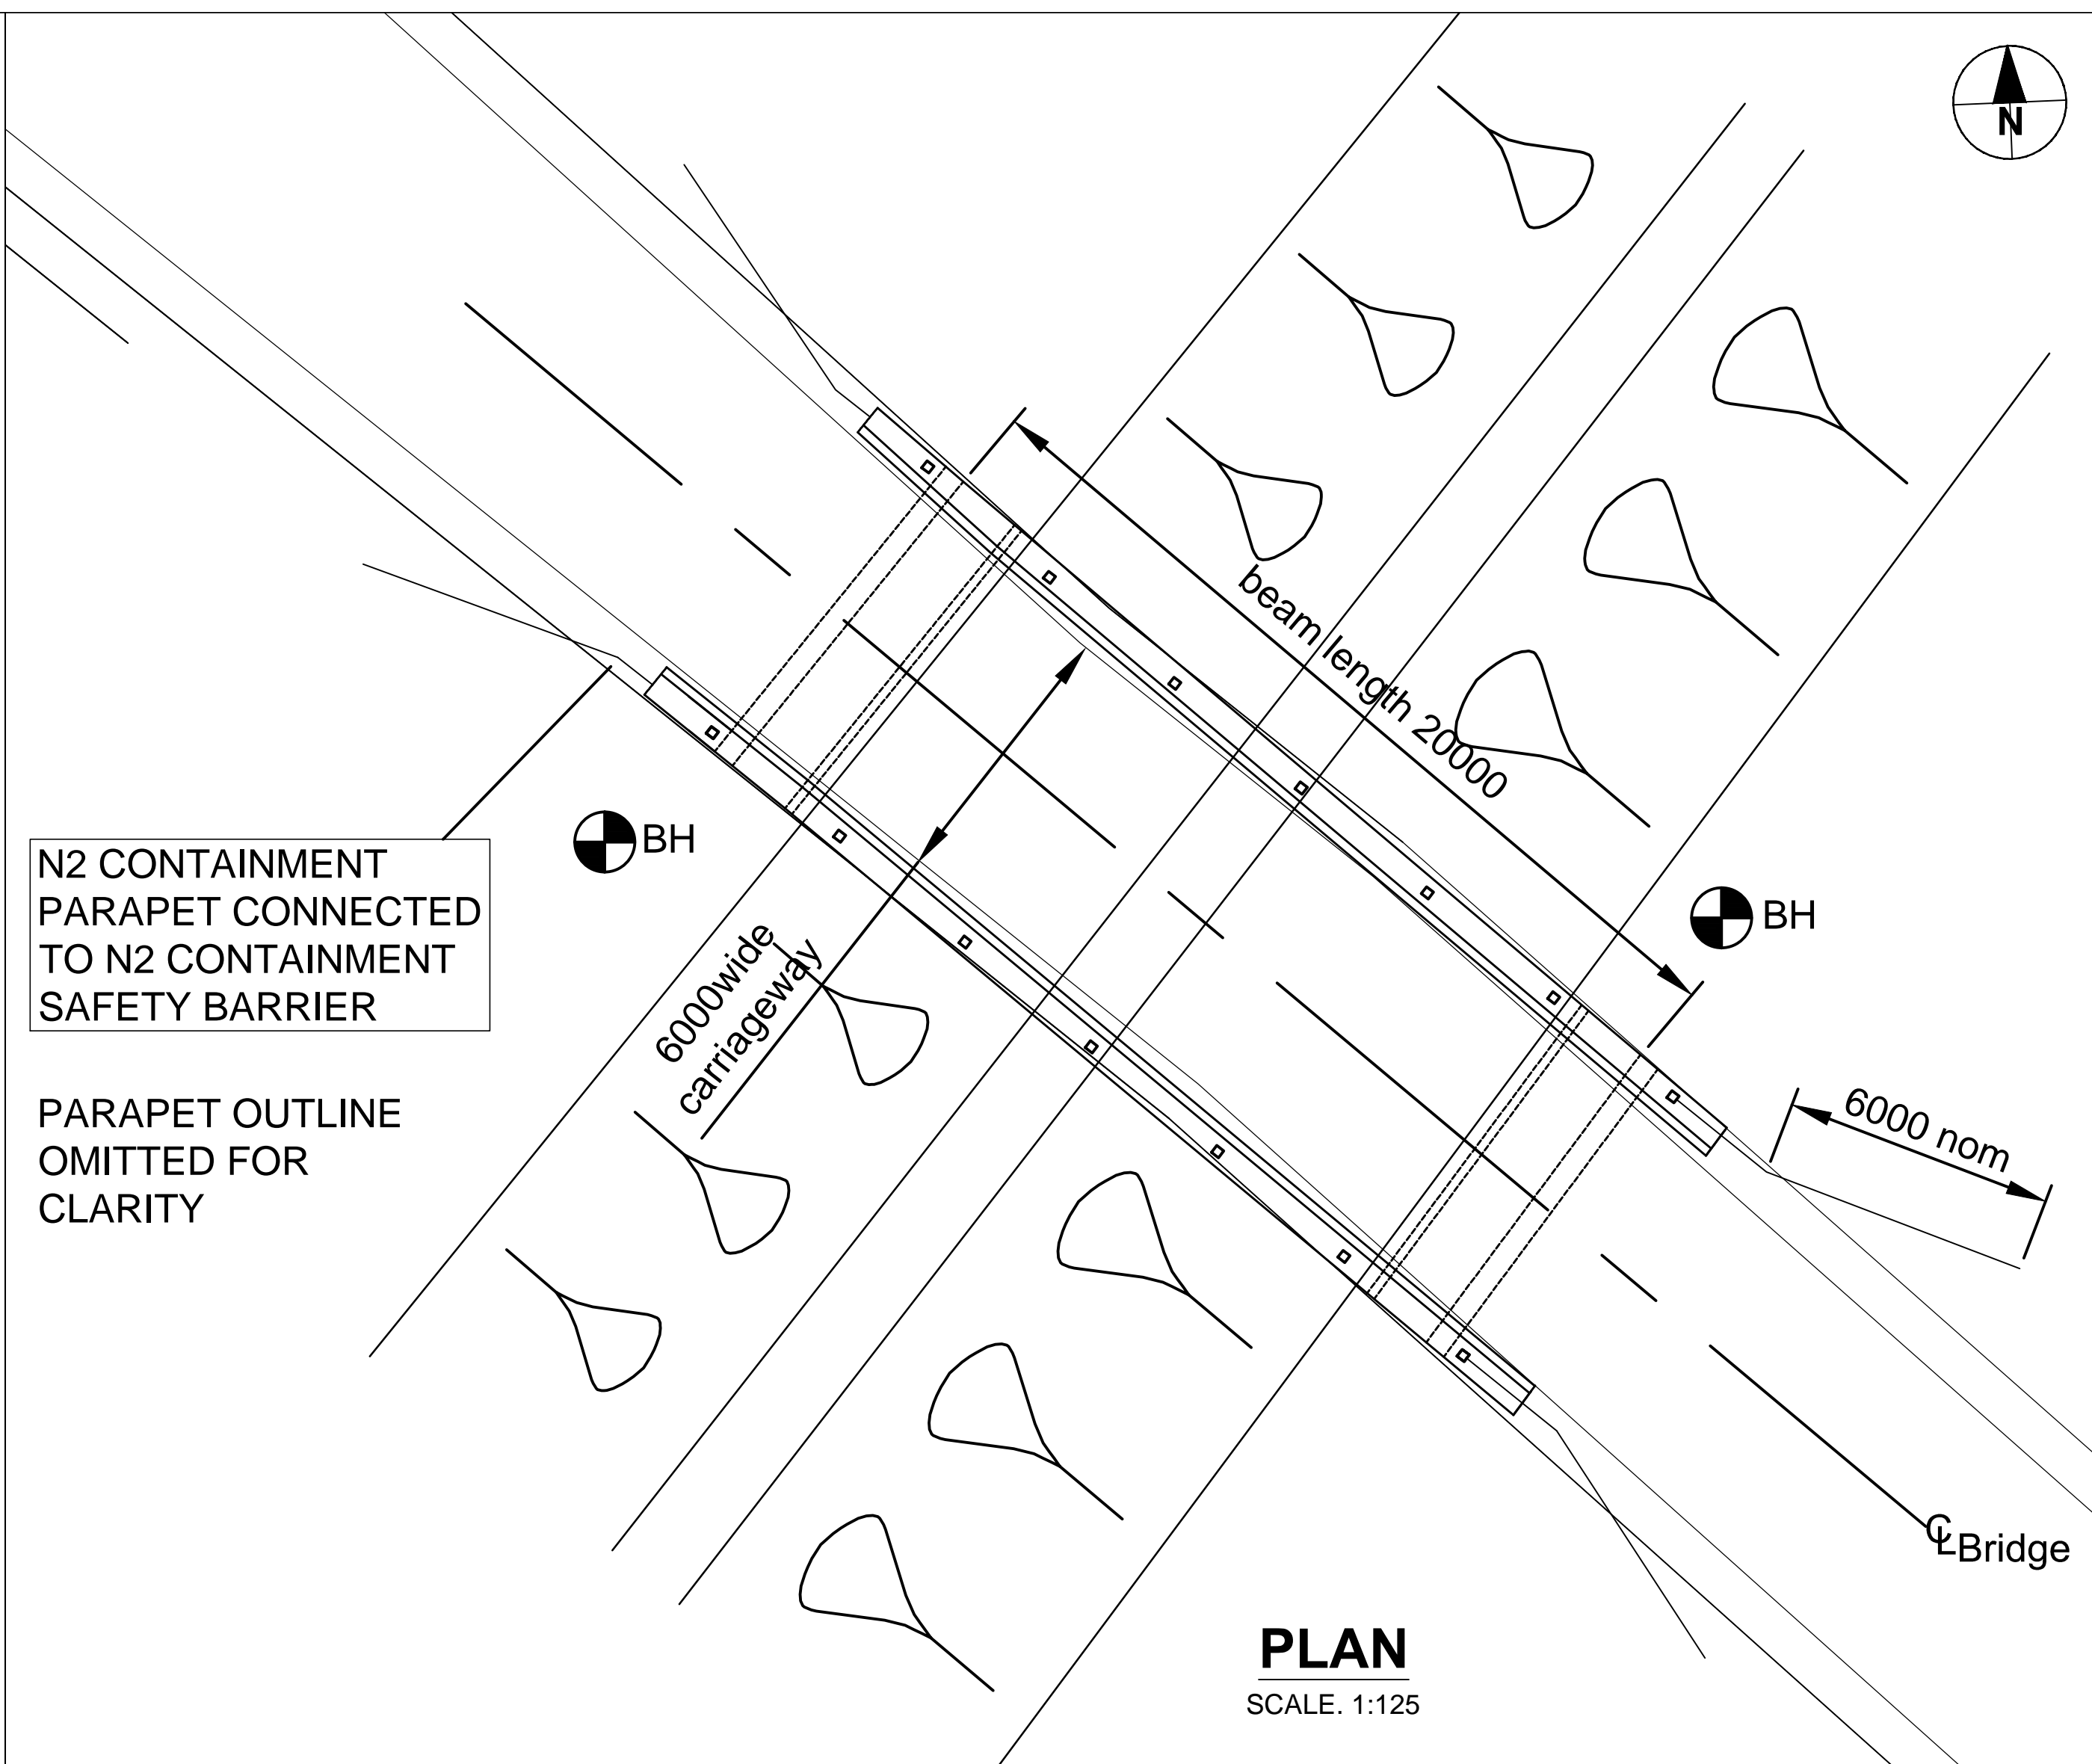 N
beam length 20000
BH
N2 CONTAINMENT
PARAPET CONNECTED
TO N2 CONTAINMENT
SAFETY BARRIER
BH
6000wide
carriageway
PARAPET OUTLINE
OMITTED FOR
CLARITY
6000 nom
℄ Bridge
PLAN
SCALE. 1:125